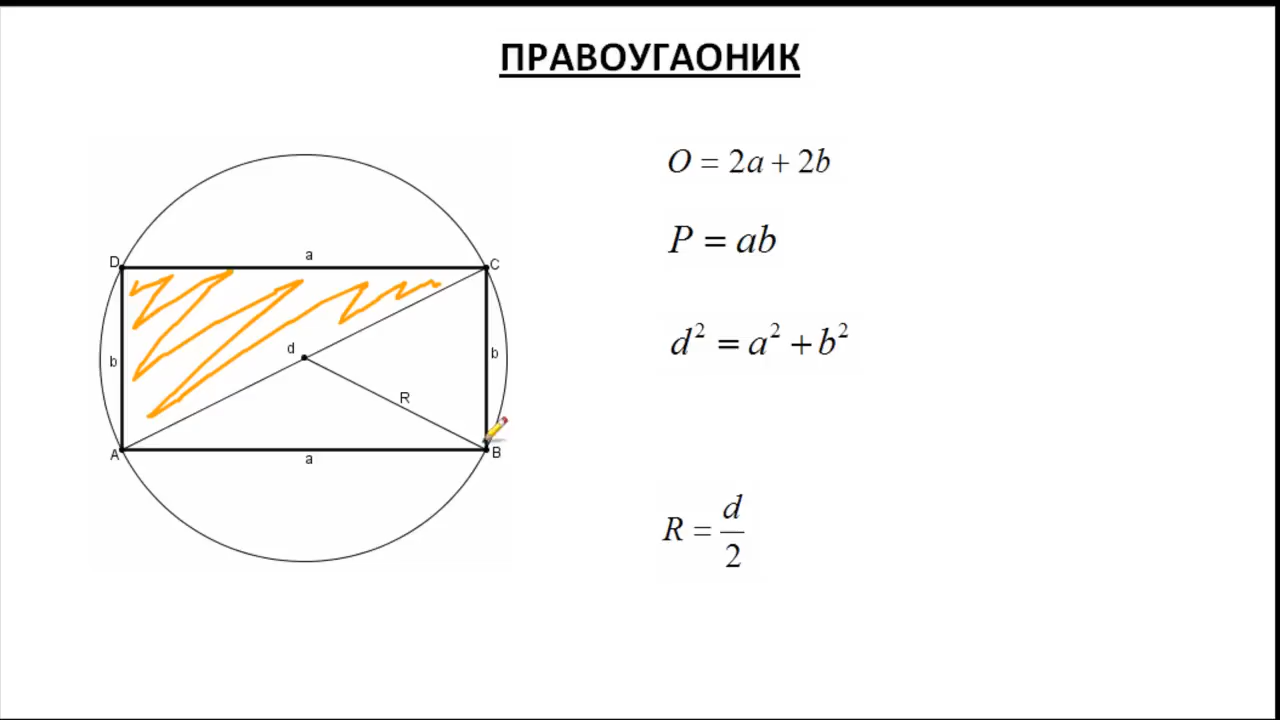 ПРАВОУГАОНИК
O = 2a + 2b
P = ab
d² = a² + b²
R = d/2
D
a
C
b
d
b
R
A
a
B